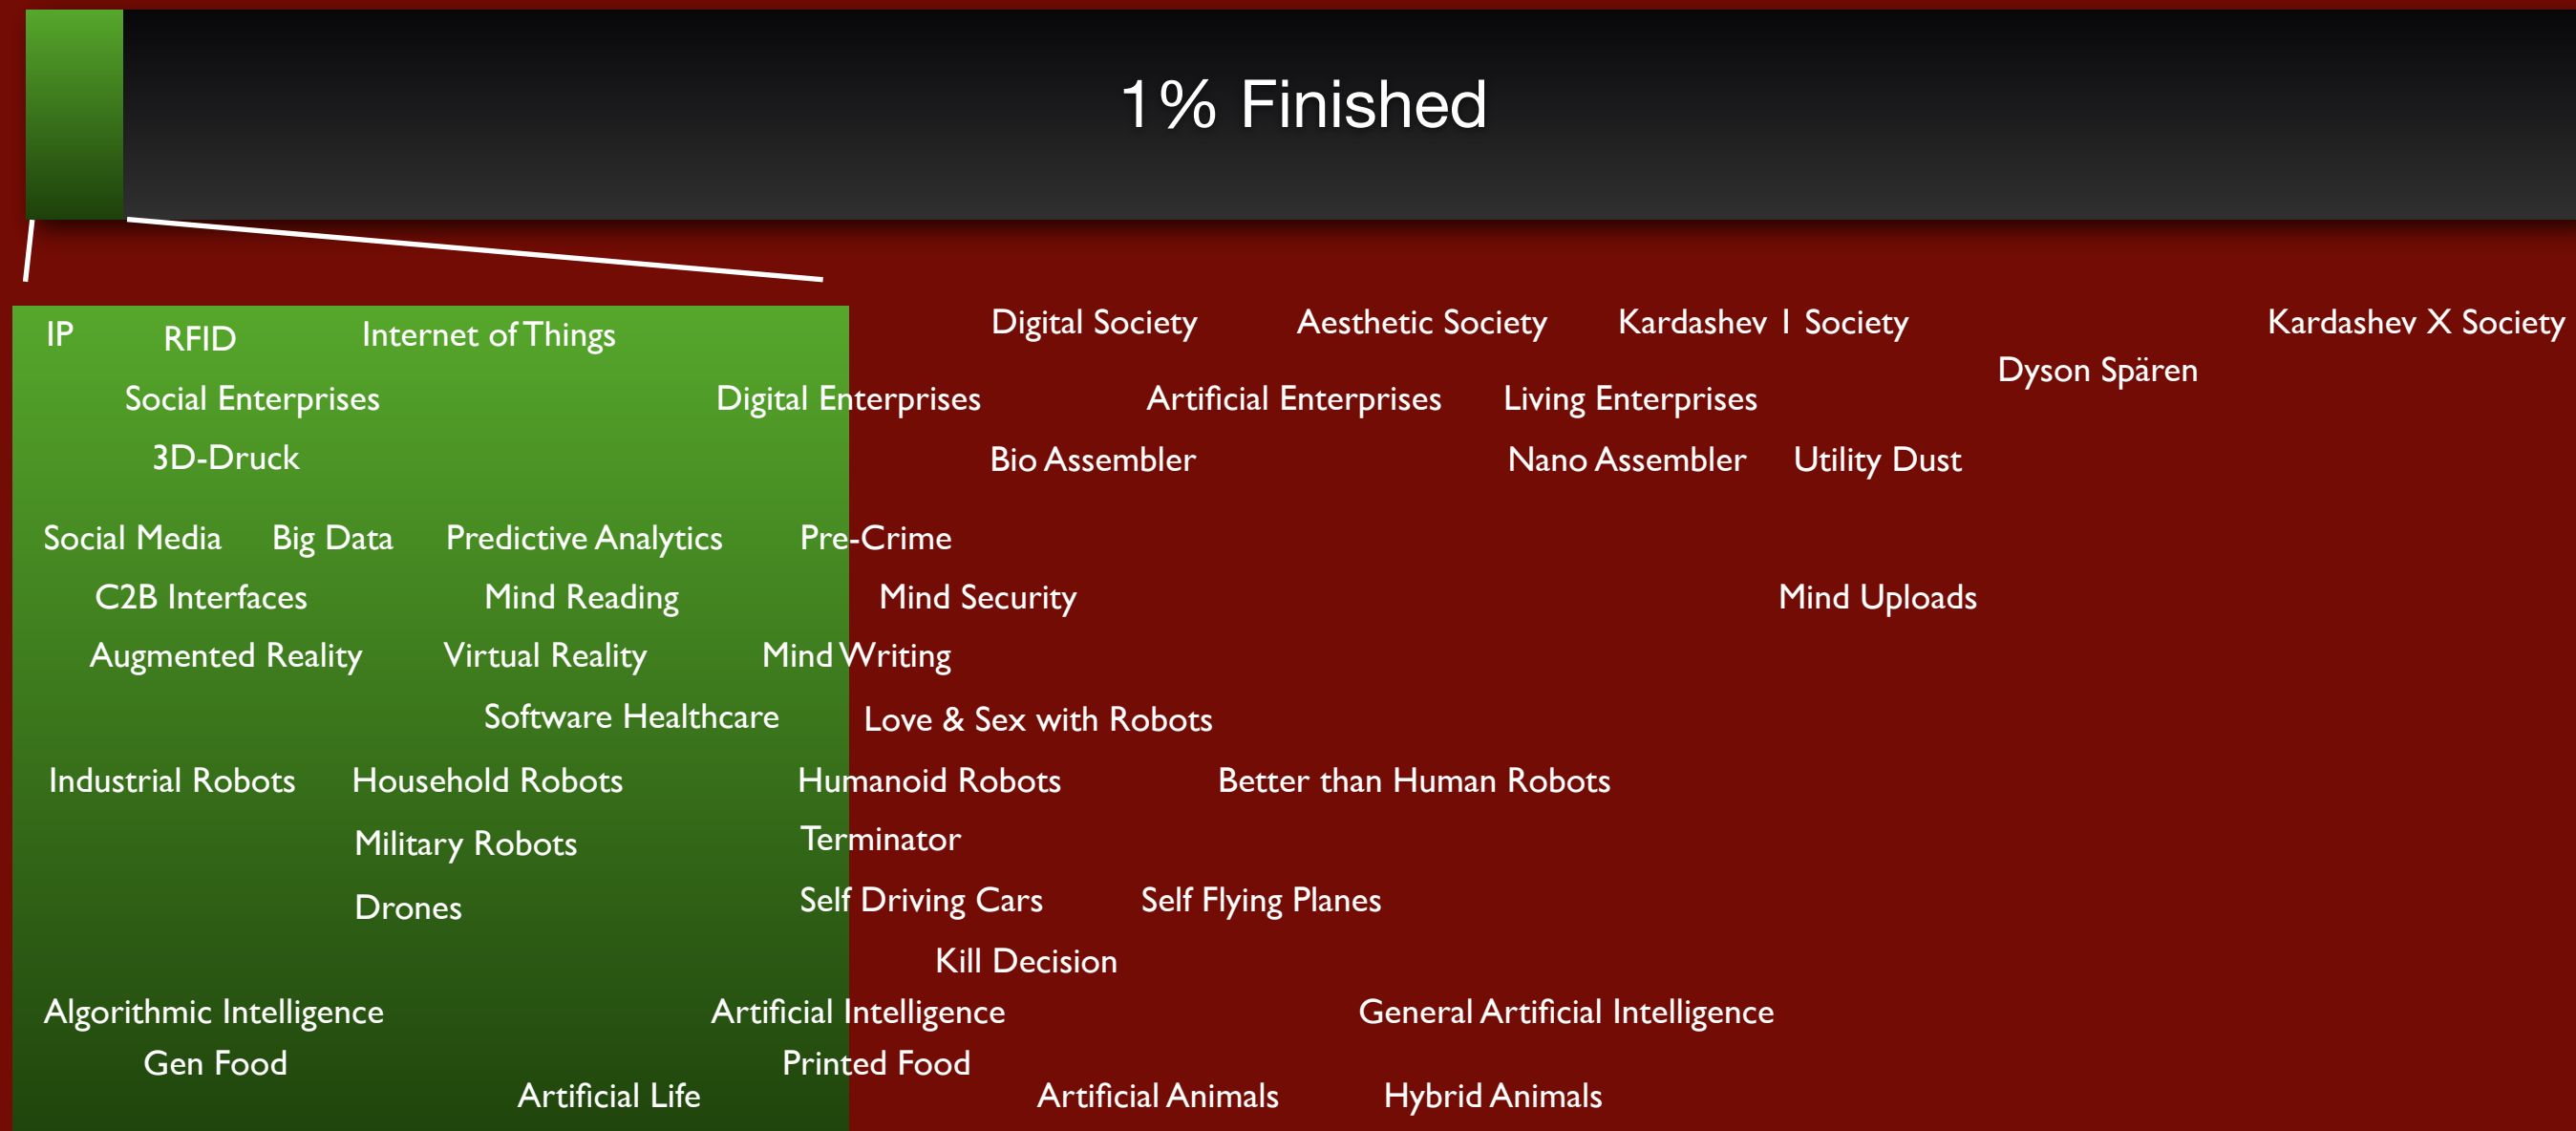 1% Finished
IP RFID Internet of Things Digital Society Aesthetic Society Kardashev 1 Society Kardashev X Society
Dyson Spären
Social Enterprises Digital Enterprises Artificial Enterprises Living Enterprises
3D-Druck Bio Assembler Nano Assembler Utility Dust
Social Media Big Data Predictive Analytics Pre-Crime
C2B Interfaces Mind Reading Mind Security Mind Uploads
Augmented Reality Virtual Reality Mind Writing
Software Healthcare Love & Sex with Robots
Industrial Robots Household Robots Humanoid Robots Better than Human Robots
Military Robots Terminator
Drones Self Driving Cars Self Flying Planes
Kill Decision
Algorithmic Intelligence Artificial Intelligence General Artificial Intelligence
Gen Food Printed Food
Artificial Life Artificial Animals Hybrid Animals